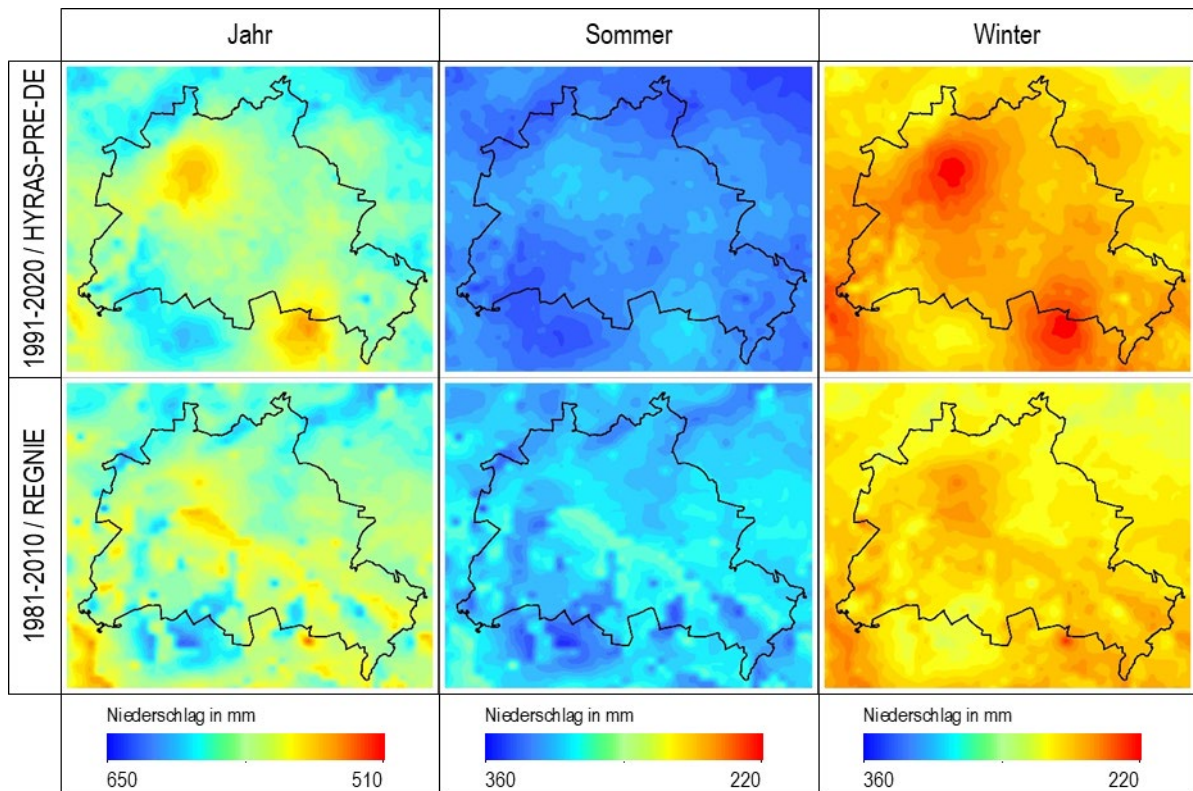 Jahr
Sommer
Winter
1991-2020 / HYRAS-PRE-DE
1981-2010 / REGNIE
Niederschlag in mm
650
510
Niederschlag in mm
360
220
Niederschlag in mm
360
220